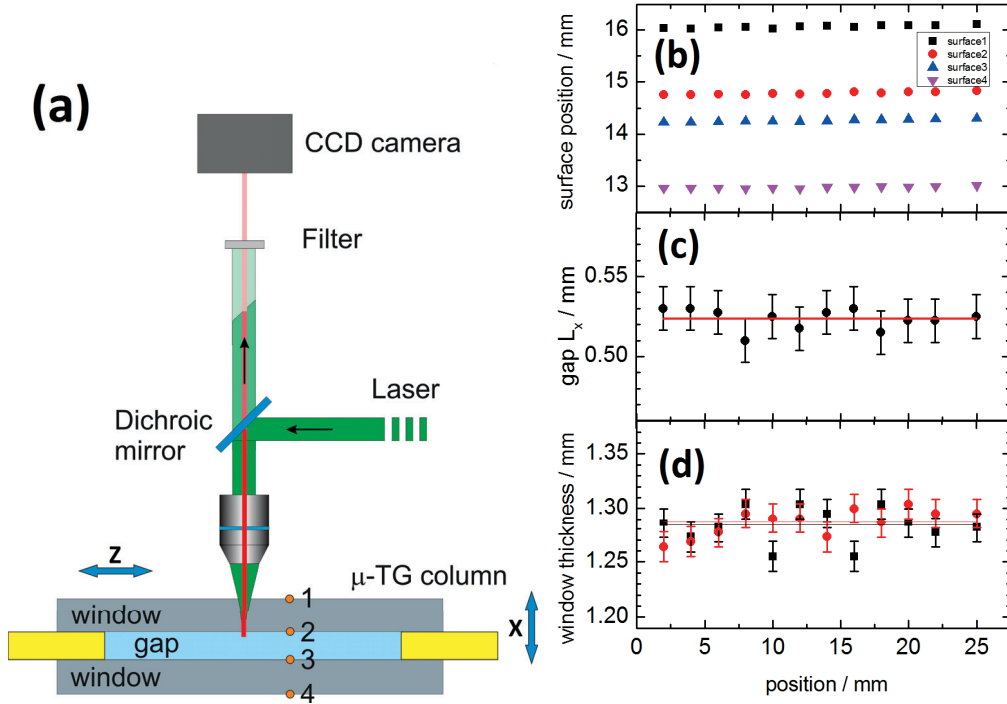 (a)
CCD camera
Filter
Laser
Dichroic
mirror
z
μ-TG column
window
1
2
gap
3
window
4
x
(b)
surface1
surface2
surface3
surface4
surface position / mm
16
15
14
13
(c)
gap Lx / mm
0.55
0.50
(d)
window thickness / mm
1.35
1.30
1.25
1.20
0 5 10 15 20 25
position / mm